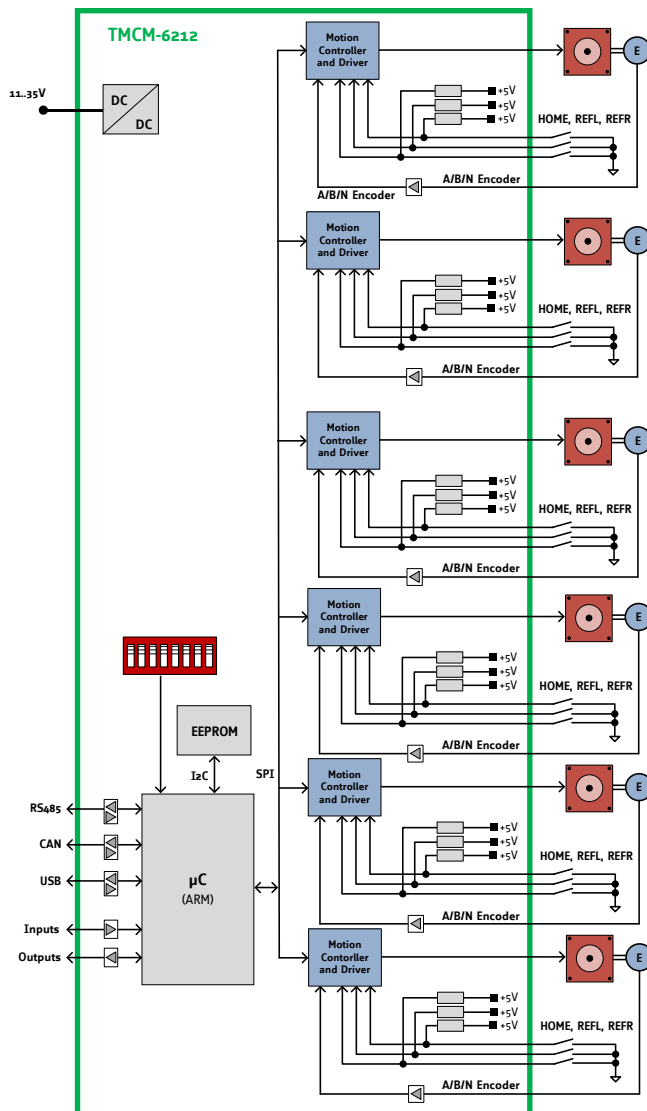 TMCM-6212
11..35V
DC
DC
Motion
Controller
and Driver
E
+5V
+5V
+5V
HOME, REFL, REFR
A/B/N Encoder
A/B/N Encoder
Motion
Controller
and Driver
E
+5V
+5V
+5V
HOME, REFL, REFR
A/B/N Encoder
Motion
Controller
and Driver
E
+5V
+5V
+5V
HOME, REFL, REFR
A/B/N Encoder
Motion
Controller
and Driver
E
+5V
+5V
+5V
HOME, REFL, REFR
A/B/N Encoder
EEPROM
I2C
SPI
Motion
Controller
and Driver
E
+5V
+5V
+5V
HOME, REFL, REFR
A/B/N Encoder
RS485
CAN
USB
Inputs
Outputs
µC
(ARM)
Motion
Contorller
and Driver
E
+5V
+5V
+5V
HOME, REFL, REFR
A/B/N Encoder